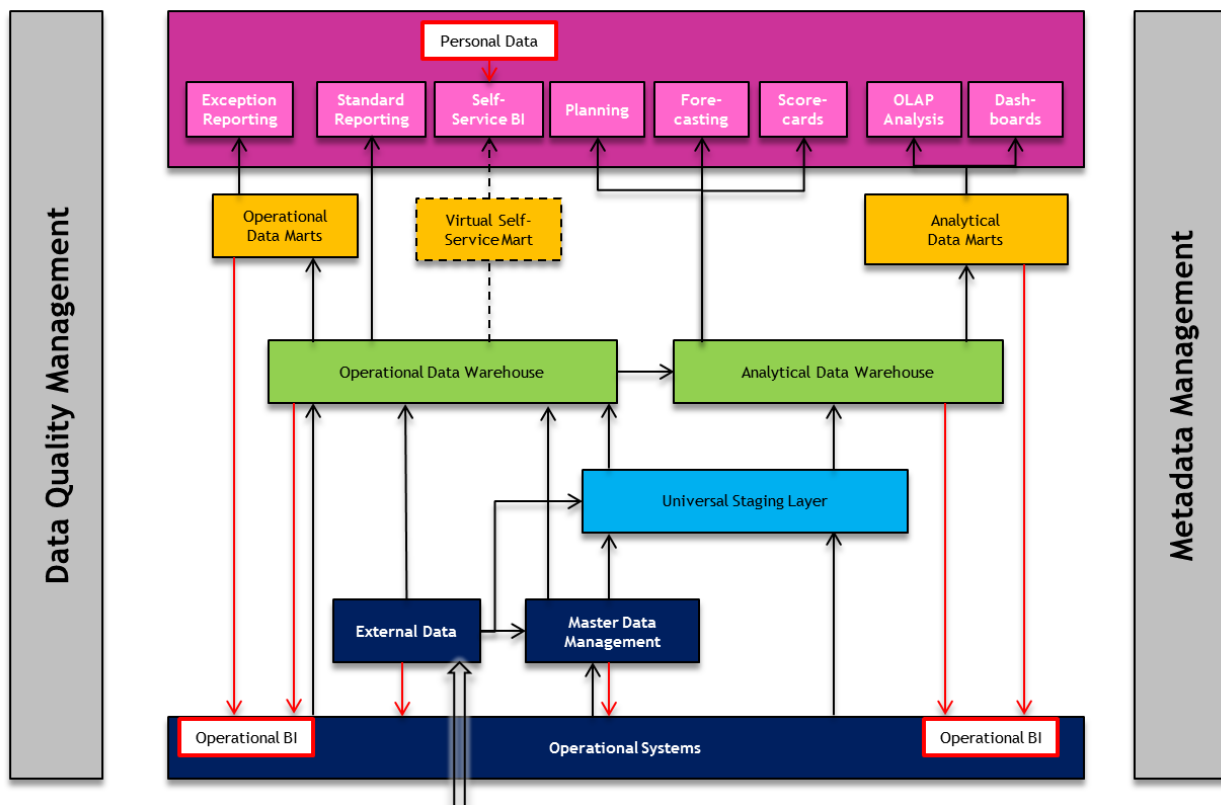 Personal Data
Exception
Reporting
Standard
Reporting
Self-
Service BI
Planning
Fore-
casting
Score-
cards
OLAP
Analysis
Dash-
boards
Operational
Data Marts
Virtual Self-
Service Mart
Analytical
Data Marts
Data Quality Management
Metadata Management
Operational Data Warehouse
Analytical Data Warehouse
Universal Staging Layer
External Data
Master Data
Management
Operational BI
Operational Systems
Operational BI